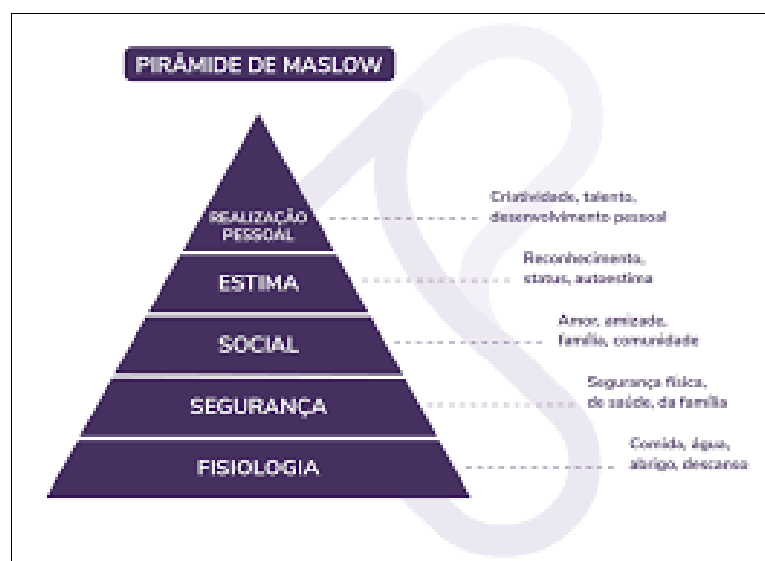 PIRÂMIDE DE MASLOW
REALIZAÇÃO
PESSOAL
Criatividade, talento,
desenvolvimento pessoal
ESTIMA
Reconhecimento,
status, autoestima
SOCIAL
Amor, amizade,
família, comunidade
SEGURANÇA
Segurança física,
de saúde, da família
FISIOLOGIA
Comida, água,
abrigo, descanso